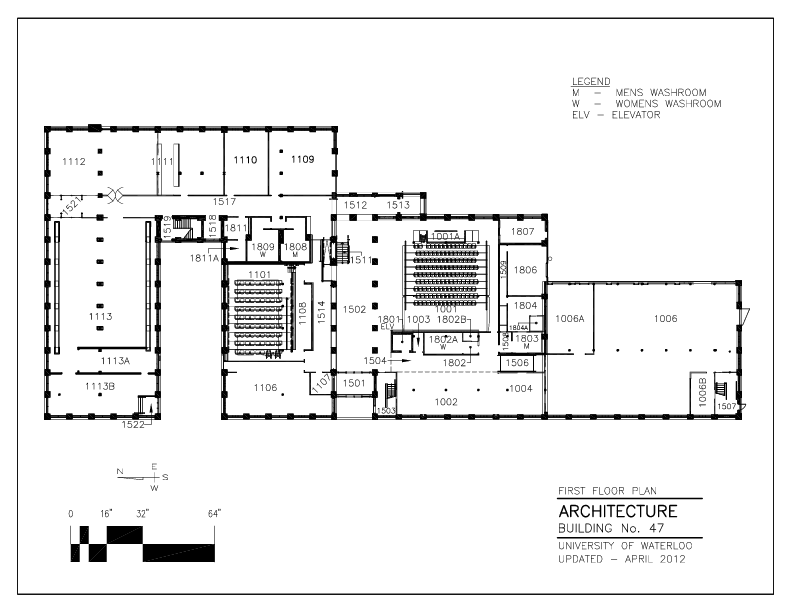 LEGEND
M – MENS WASHROOM
W – WOMENS WASHROOM
ELV – ELEVATOR
1112
1111
1110
1109
1521
1517
1512
1513
1519
1518
1811
1809
W
1808
M
1811A
1511
1001A
1807
1101
1509
1806
1113
1108
1514
1502
1001
1804
1804A
1006A
1006
1801
ELV
1003
1802B
1802A
W
1803
M
1504
1802
1506
1113A
1113B
1106
1107
1501
1503
1002
1004
1006B
1507
1522
N
E
S
W
0 16" 32" 64"
FIRST FLOOR PLAN
ARCHITECTURE
BUILDING No. 47
UNIVERSITY OF WATERLOO
UPDATED – APRIL 2012